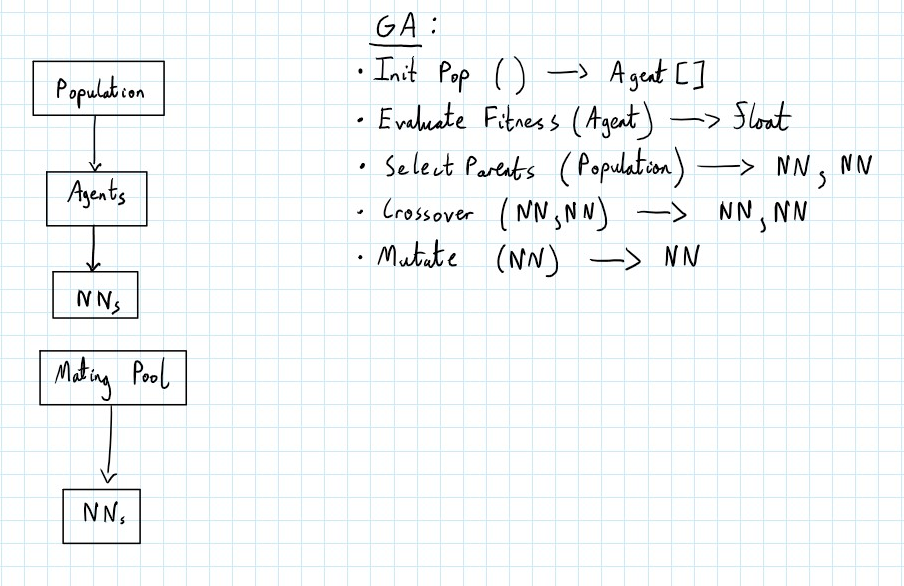 GA :
· Init Pop () → Agent []
· Evaluate Fitness (Agent) → float
· Select Parents (Population) → NN, NN
· Crossover (NN, NN) → NN, NN
· Mutate (NN) → NN
Population
Agents
NNs
Mating Pool
NNs